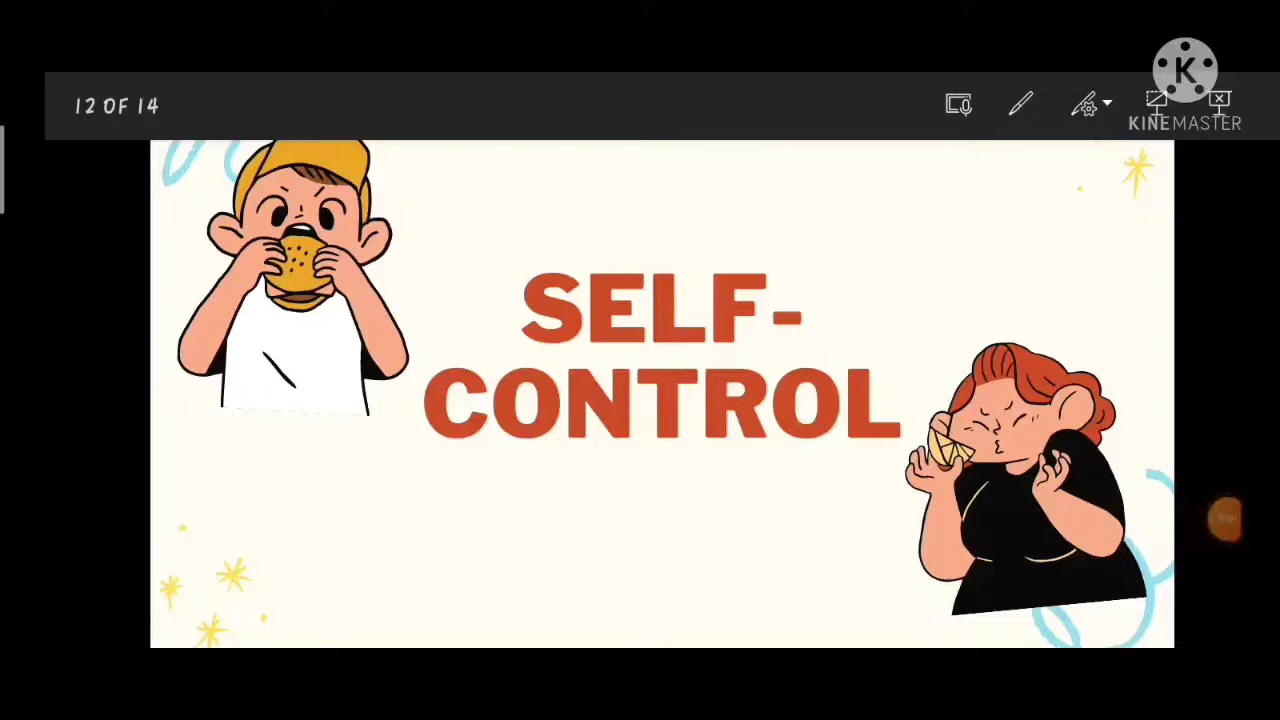 12 OF 14
K
KINEMASTER
SELF-
CONTROL